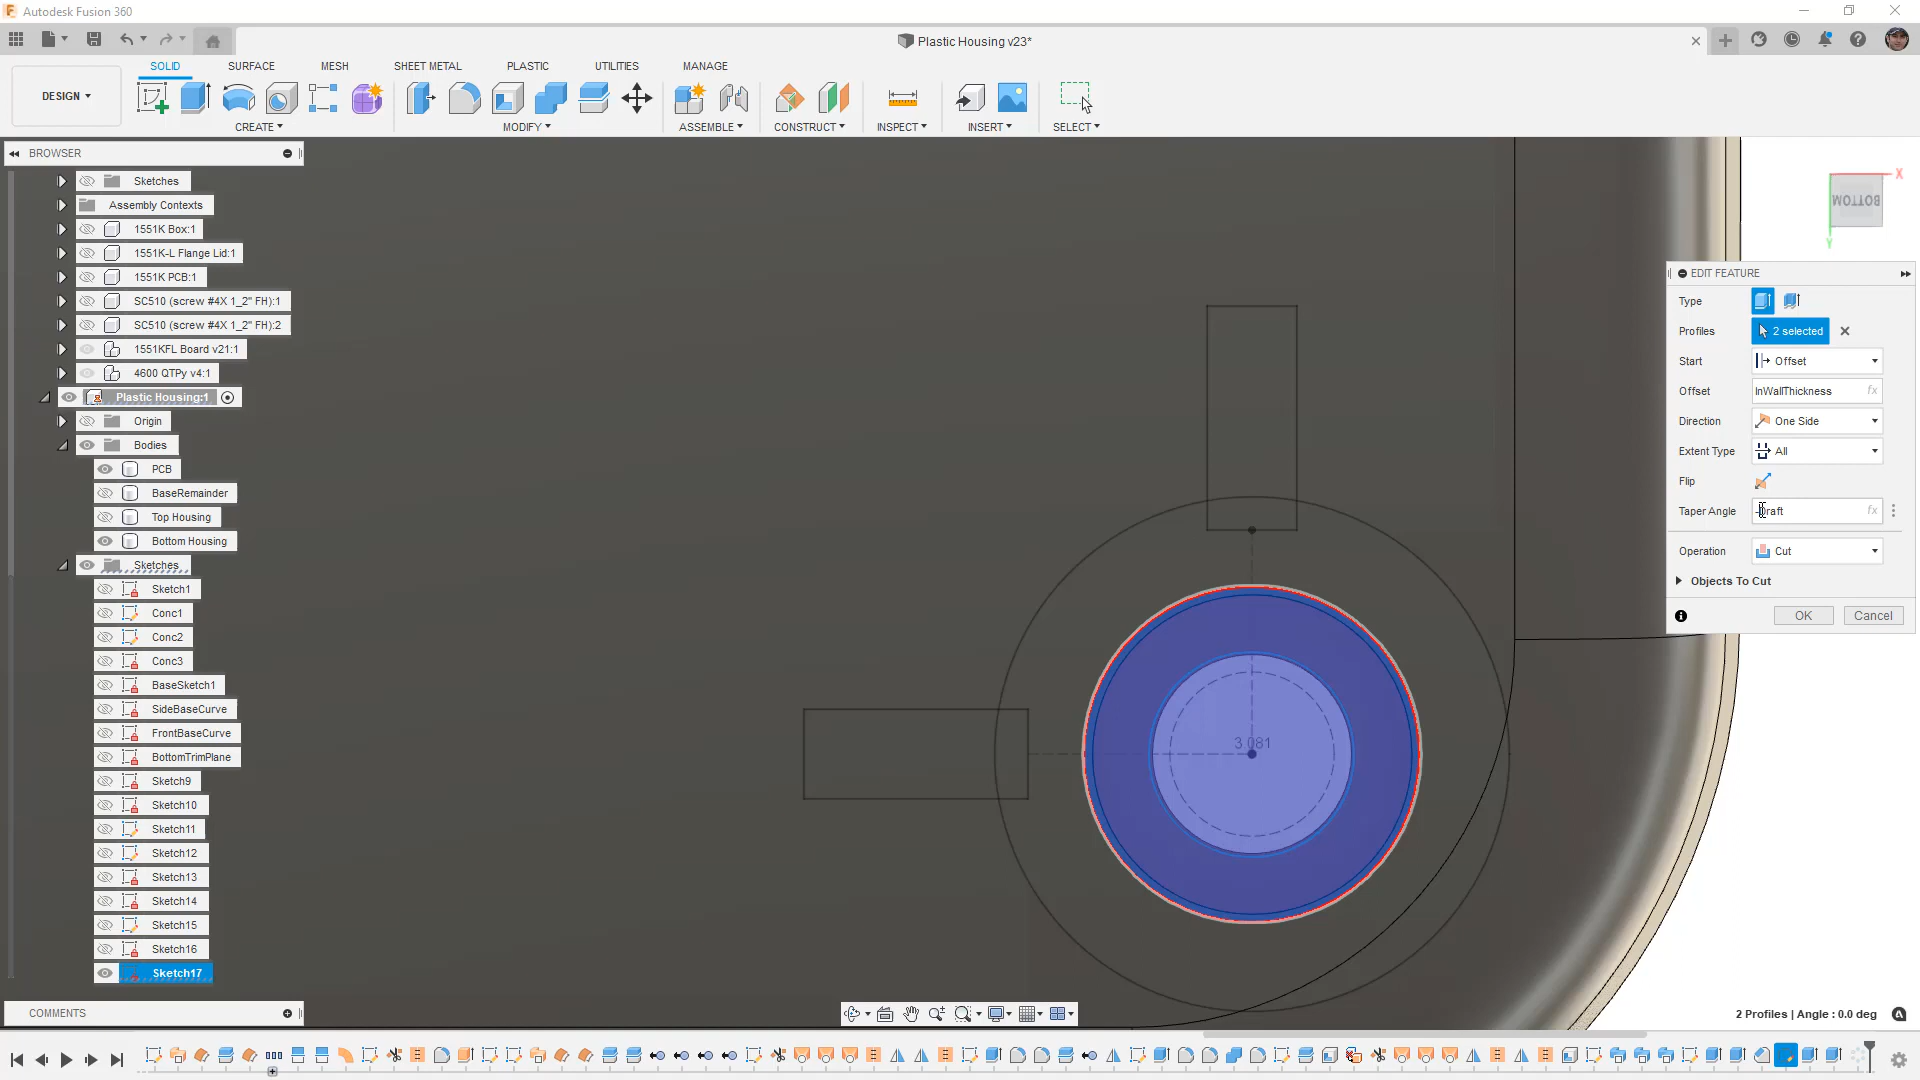 Autodesk Fusion 360
Plastic Housing v23*
DESIGN
SOLID
SURFACE
MESH
SHEET METAL
PLASTIC
UTILITIES
MANAGE
CREATE
MODIFY
ASSEMBLE
CONSTRUCT
INSPECT
INSERT
SELECT
BROWSER
Sketches
Assembly Contexts
1551K Box:1
1551K-L Flange Lid:1
1551K PCB:1
SC510 (screw #4X 1_2" FH):1
SC510 (screw #4X 1_2" FH):2
1551KFL Board v21:1
4600 QTPy v4:1
Plastic Housing:1
Origin
Bodies
PCB
BaseRemainder
Top Housing
Bottom Housing
Sketches
Sketch1
Conc1
Conc2
Conc3
BaseSketch1
SideBaseCurve
FrontBaseCurve
BottomTrimPlane
Sketch9
Sketch10
Sketch11
Sketch12
Sketch13
Sketch14
Sketch15
Sketch16
Sketch17
COMMENTS
3.081
X
BOTTOM
Y
EDIT FEATURE
Type
Profiles 2 selected
Start Offset
Offset InWallThickness fx
Direction One Side
Extent Type All
Flip
Taper Angle -Draft fx
Operation Cut
Objects To Cut
OK Cancel
2 Profiles | Angle : 0.0 deg